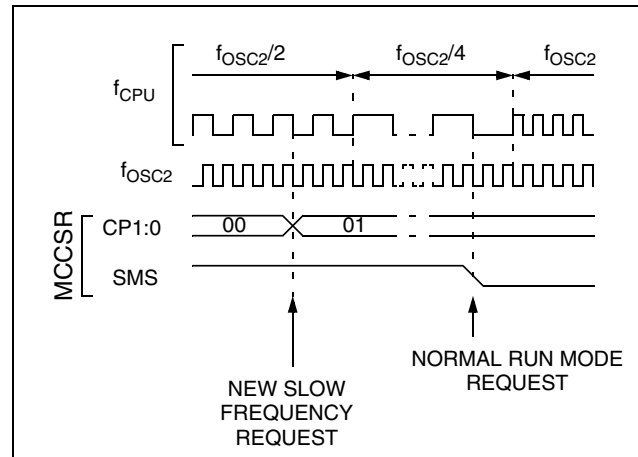 fOSC2/2 fOSC2/4 fOSC2
fCPU
fOSC2
MCCSR
CP1:0 00 01
SMS
NEW SLOW
FREQUENCY
REQUEST
NORMAL RUN MODE
REQUEST